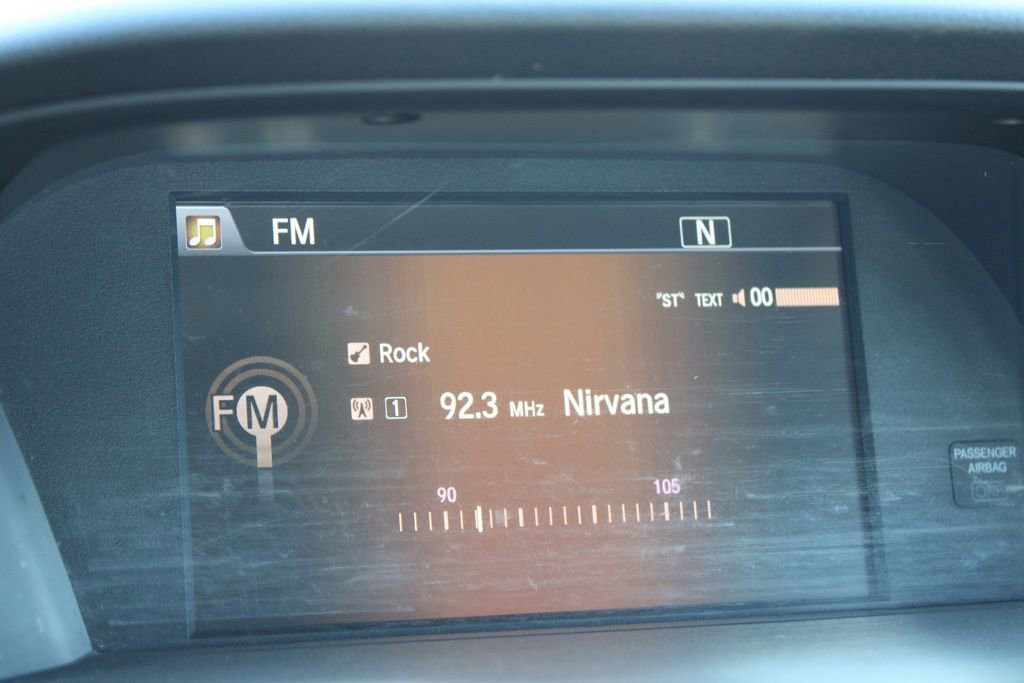 FM N
"ST" TEXT 00
Rock
FM 1 92.3 MHz Nirvana
90 105
PASSENGER
AIRBAG